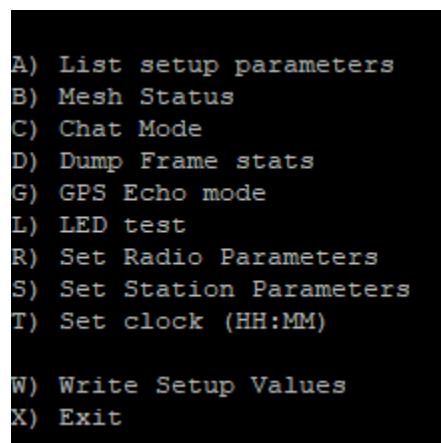 A) List setup parameters
B) Mesh Status
C) Chat Mode
D) Dump Frame stats
G) GPS Echo mode
L) LED test
R) Set Radio Parameters
S) Set Station Parameters
T) Set clock (HH:MM)
W) Write Setup Values
X) Exit